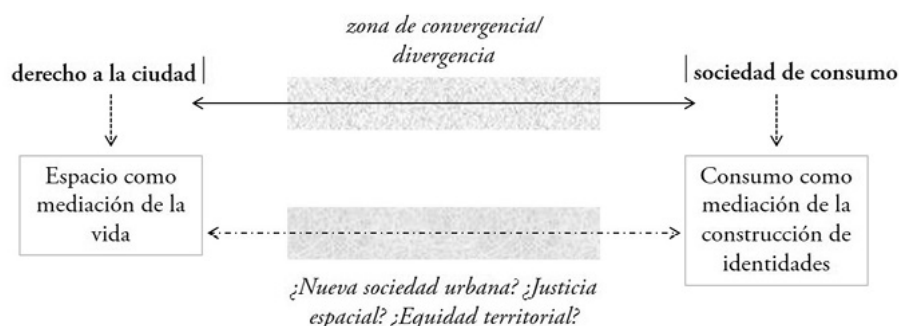 zona de convergencia/
divergencia
derecho a la ciudad
sociedad de consumo
Espacio como
mediación de la
vida
Consumo como
mediación de la
construcción de
identidades
¿Nueva sociedad urbana? ¿Justicia
espacial? ¿Equidad territorial?